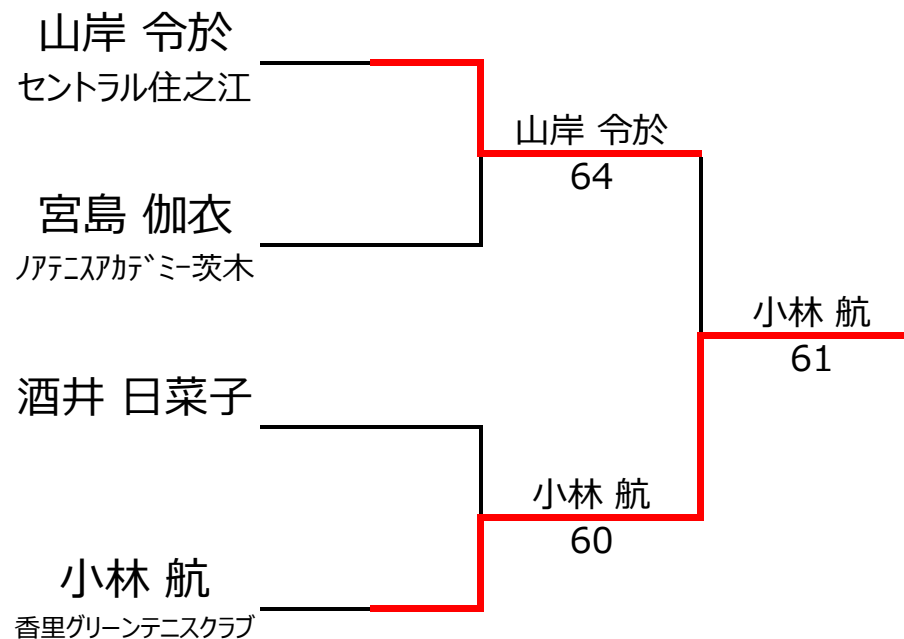 山岸 令於
セントラル住之江
山岸 令於
64
宮島 伽衣
ﾉｱﾃﾆｽｱｶﾃﾞﾐｰ茨木
小林 航
61
酒井 日菜子
小林 航
60
小林 航
香里グリーンテニスクラブ